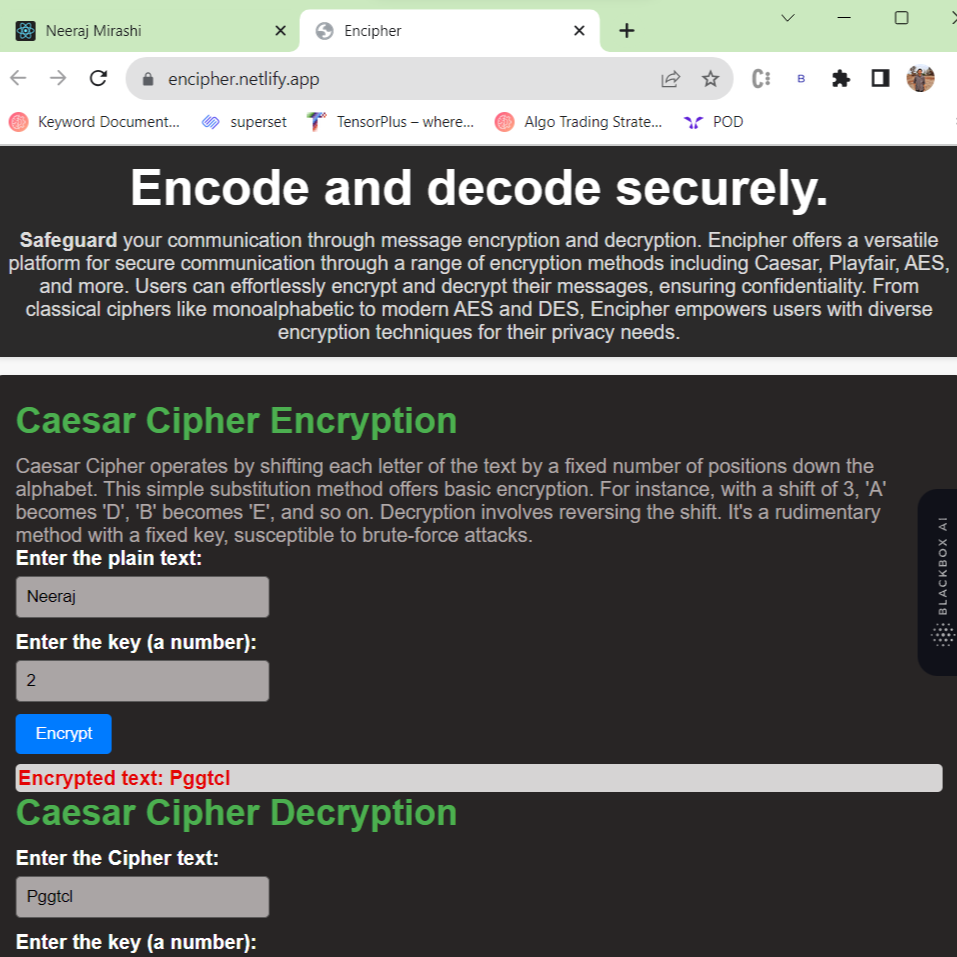 Neeraj Mirashi
Encipher
encipher.netlify.app
B
Keyword Document...
superset
TensorPlus – where...
Algo Trading Strate...
POD
Encode and decode securely.
Safeguard your communication through message encryption and decryption. Encipher offers a versatile
platform for secure communication through a range of encryption methods including Caesar, Playfair, AES,
and more. Users can effortlessly encrypt and decrypt their messages, ensuring confidentiality. From
classical ciphers like monoalphabetic to modern AES and DES, Encipher empowers users with diverse
encryption techniques for their privacy needs.
Caesar Cipher Encryption
Caesar Cipher operates by shifting each letter of the text by a fixed number of positions down the
alphabet. This simple substitution method offers basic encryption. For instance, with a shift of 3, 'A'
becomes 'D', 'B' becomes 'E', and so on. Decryption involves reversing the shift. It's a rudimentary
method with a fixed key, susceptible to brute-force attacks.
Enter the plain text:
Neeraj
Enter the key (a number):
2
Encrypt
Encrypted text: Pggtcl
Caesar Cipher Decryption
Enter the Cipher text:
Pggtcl
Enter the key (a number):
BLACKBOX AI